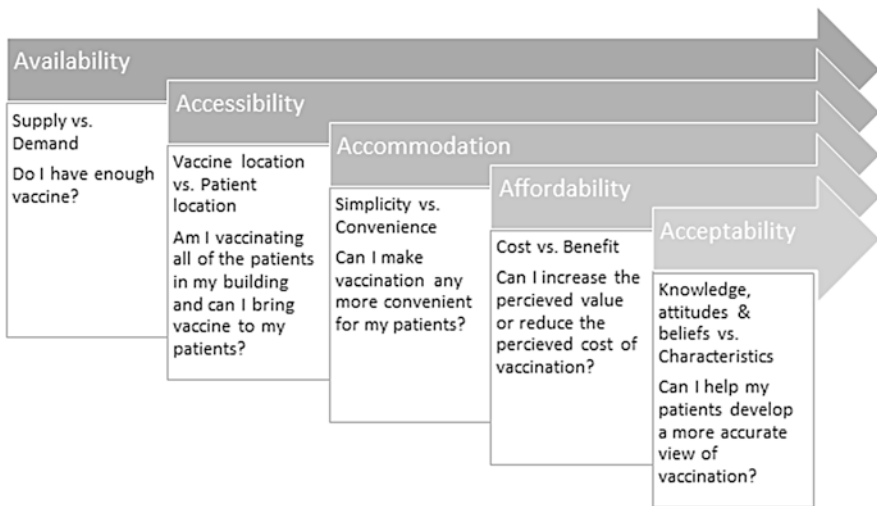 Availability
Supply vs.
Demand
Do I have enough
vaccine?
Accessibility
Vaccine location
vs. Patient
location
Am I vaccinating
all of the patients
in my building
and can I bring
vaccine to my
patients?
Accommodation
Simplicity vs.
Convenience
Can I make
vaccination any
more convenient
for my patients?
Affordability
Cost vs. Benefit
Can I increase the
percieved value
or reduce the
percieved cost of
vaccination?
Acceptability
Knowledge,
attitudes &
beliefs vs.
Characteristics
Can I help my
patients develop
a more accurate
view of
vaccination?